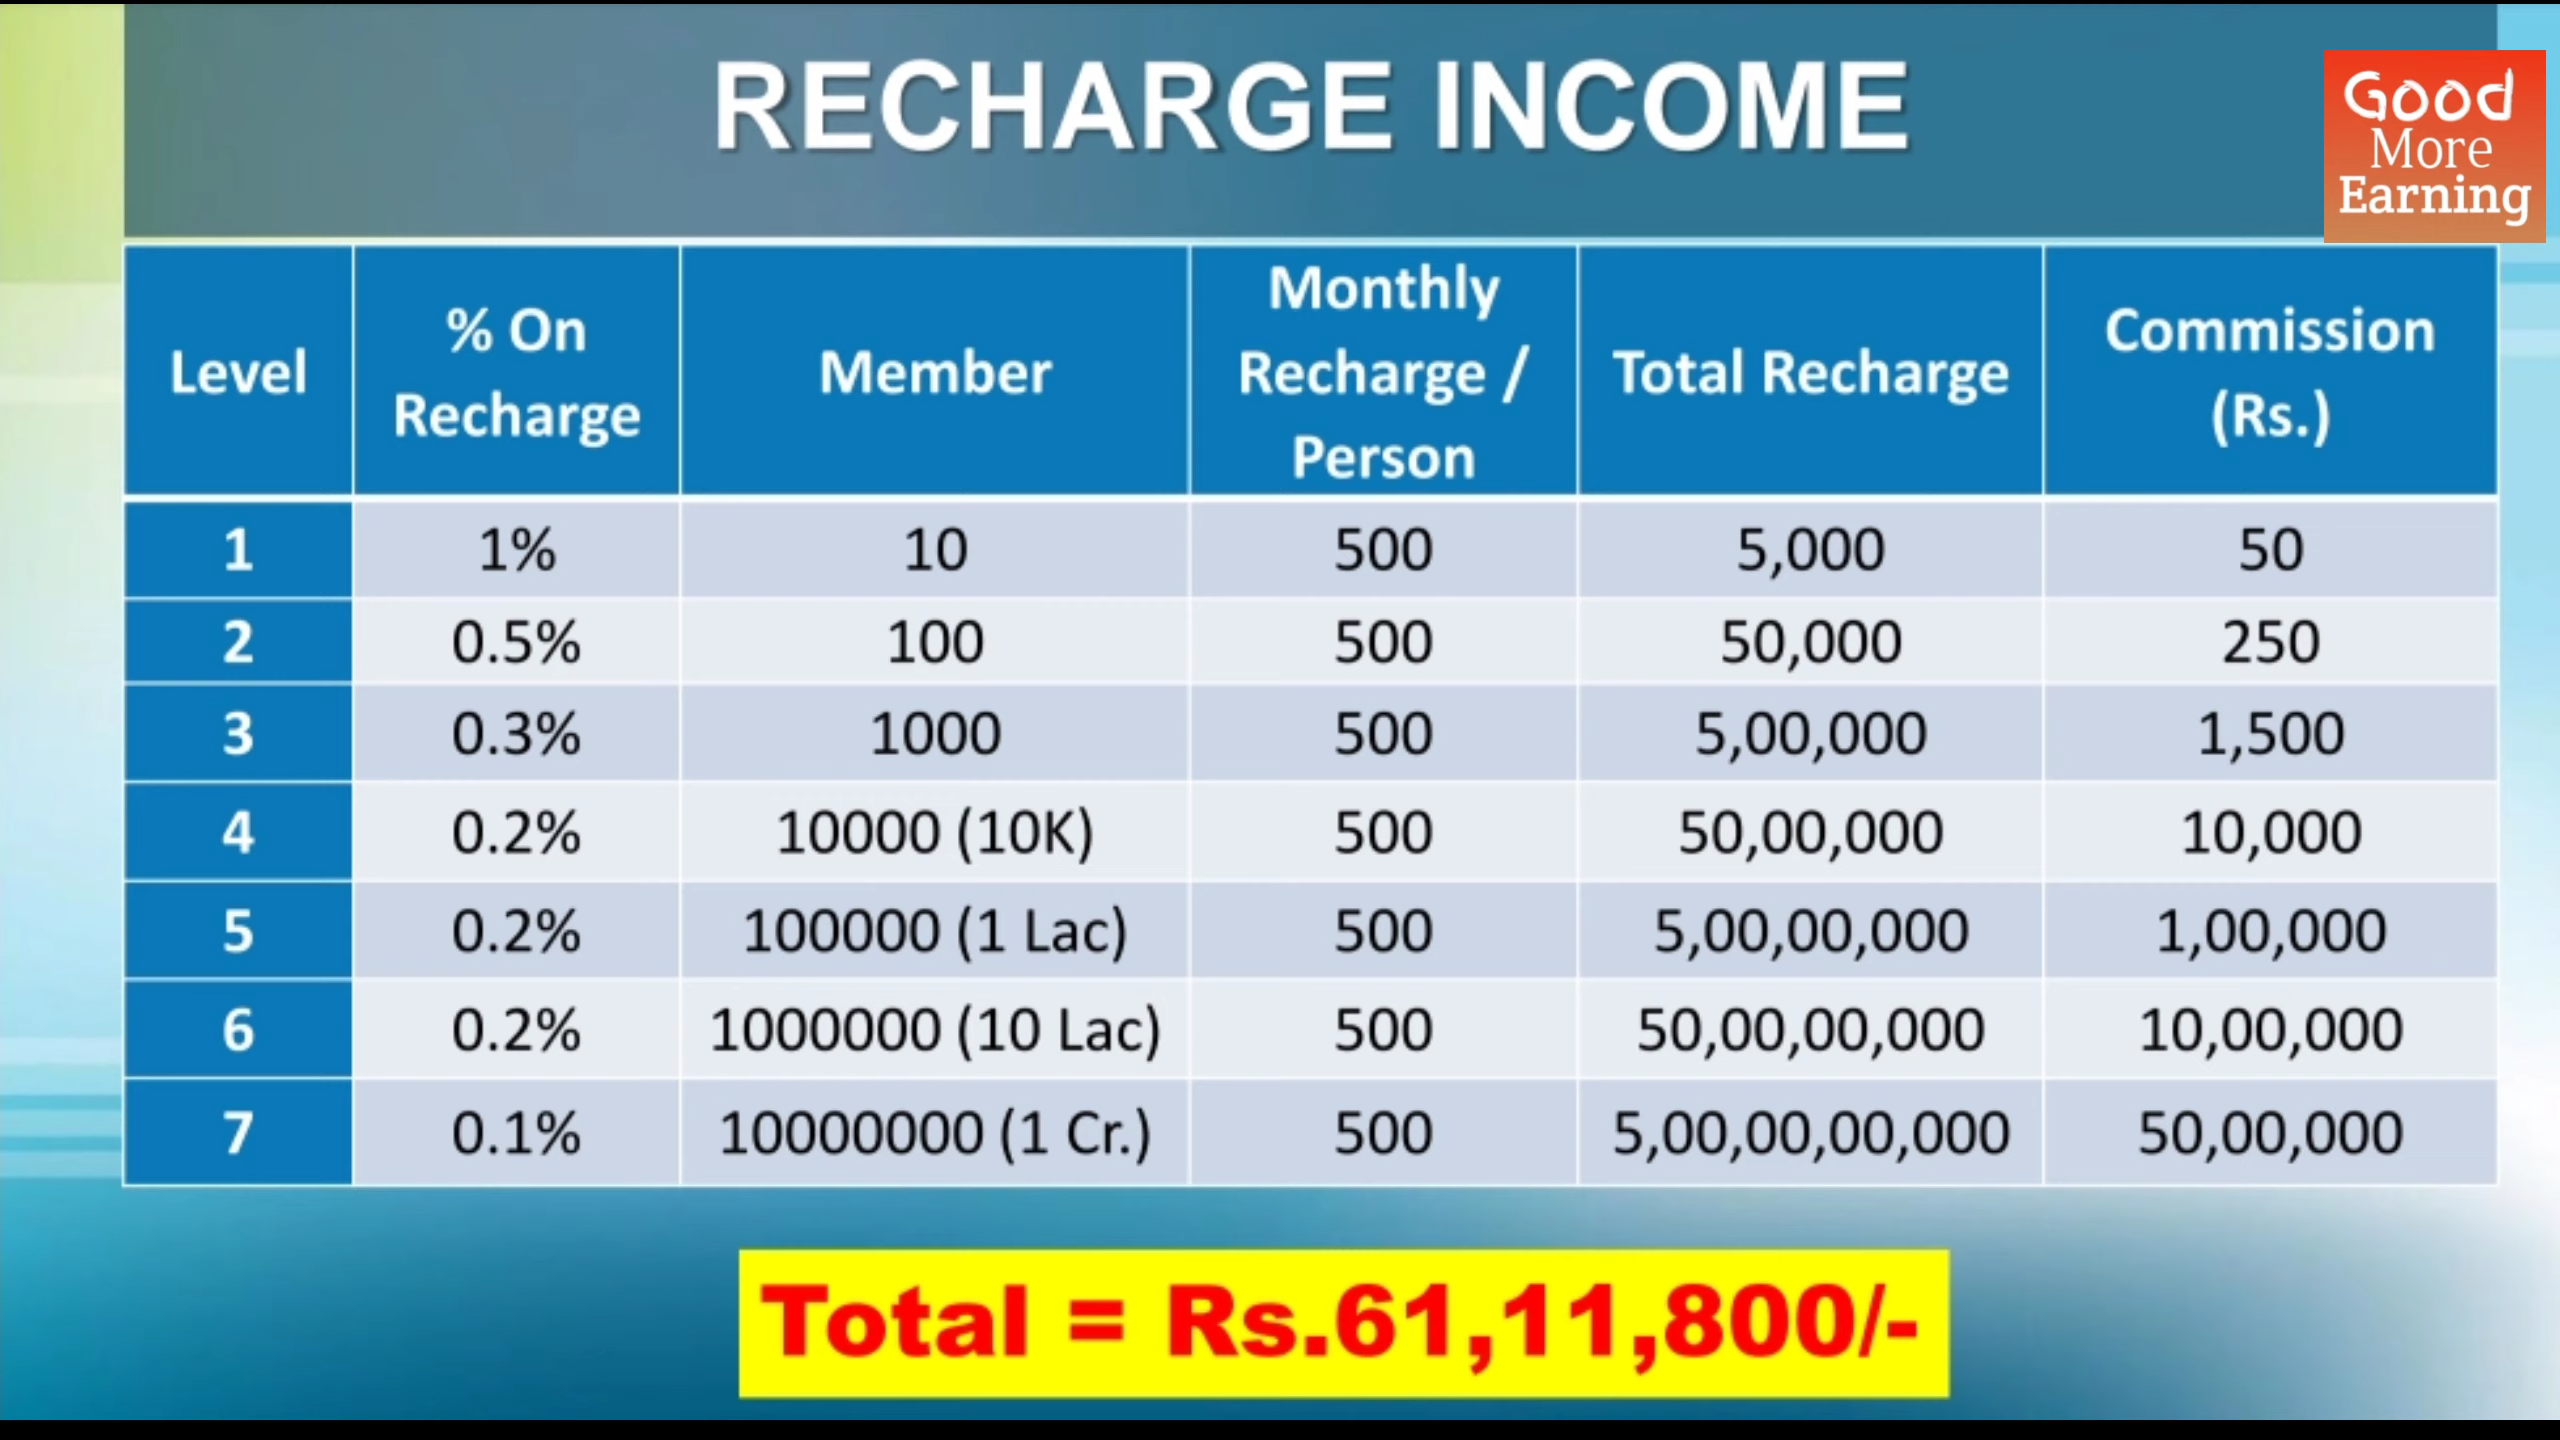 RECHARGE INCOME
Good
More
Earning
Level
% On
Recharge
Member
Monthly
Recharge /
Person
Total Recharge
Commission
(Rs.)
1 1% 10 500 5,000 50
2 0.5% 100 500 50,000 250
3 0.3% 1000 500 5,00,000 1,500
4 0.2% 10000 (10K) 500 50,00,000 10,000
5 0.2% 100000 (1 Lac) 500 5,00,00,000 1,00,000
6 0.2% 1000000 (10 Lac) 500 50,00,00,000 10,00,000
7 0.1% 10000000 (1 Cr.) 500 5,00,00,00,000 50,00,000
Total = Rs.61,11,800/-